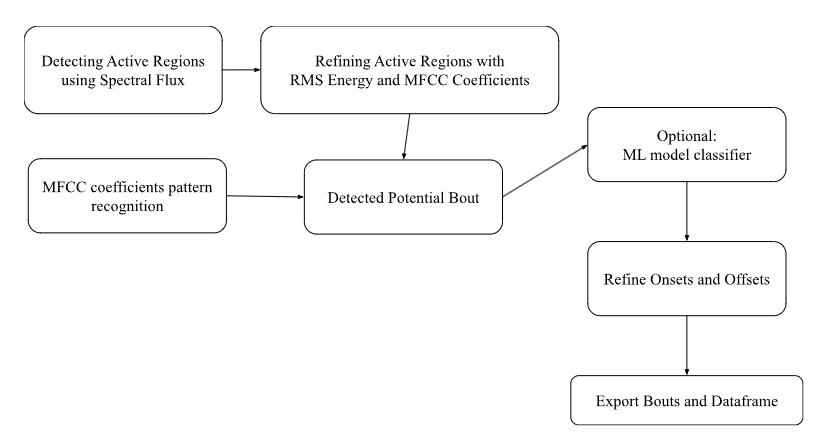 Detecting Active Regions
using Spectral Flux
Refining Active Regions with
RMS Energy and MFCC Coefficients
MFCC coefficients pattern
recognition
Detected Potential Bout
Optional:
ML model classifier
Refine Onsets and Offsets
Export Bouts and Dataframe